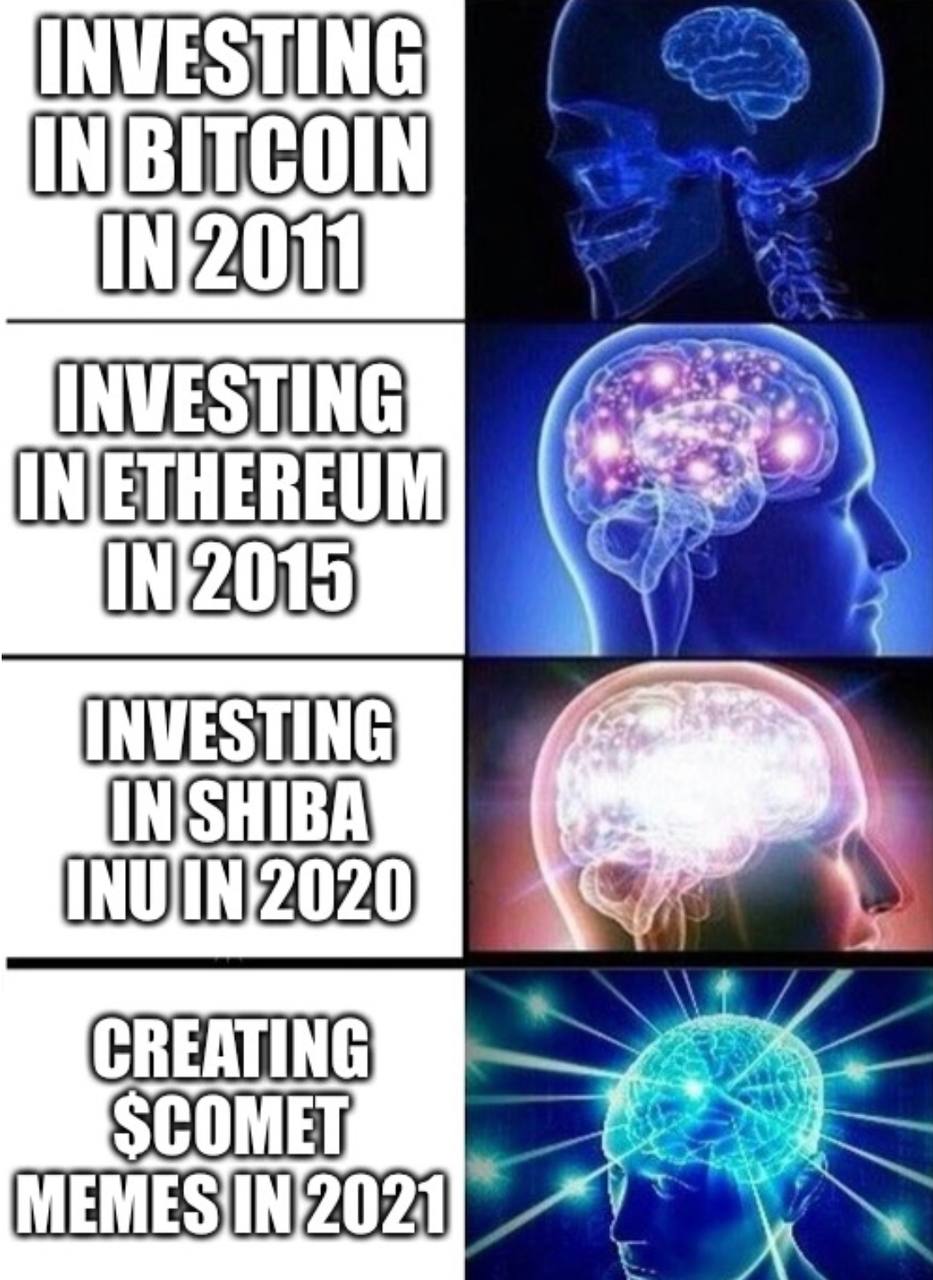 INVESTING
IN BITCOIN
IN 2011
INVESTING
IN ETHEREUM
IN 2015
INVESTING
IN SHIBA
INU IN 2020
CREATING
$COMET
MEMES IN 2021